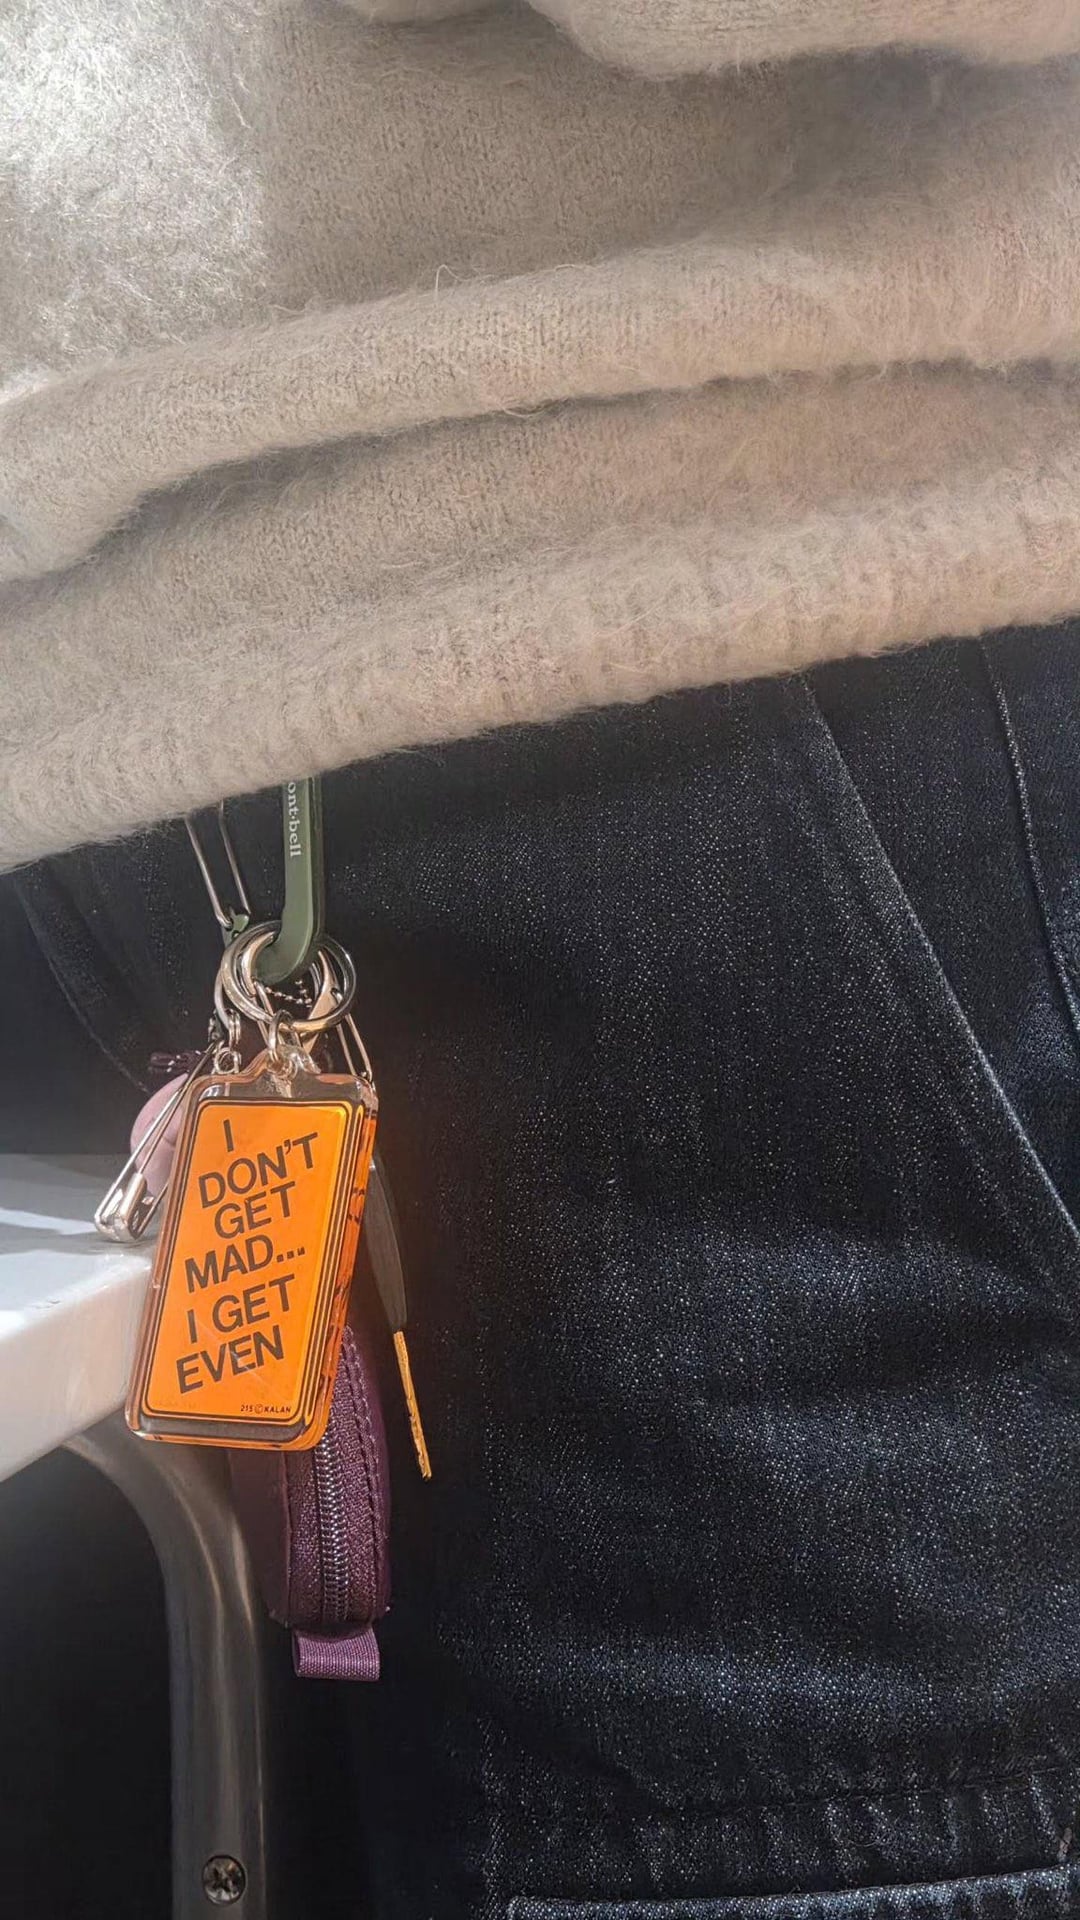 ont·bell
I
DON'T
GET
MAD...
I GET
EVEN
215©KALAN